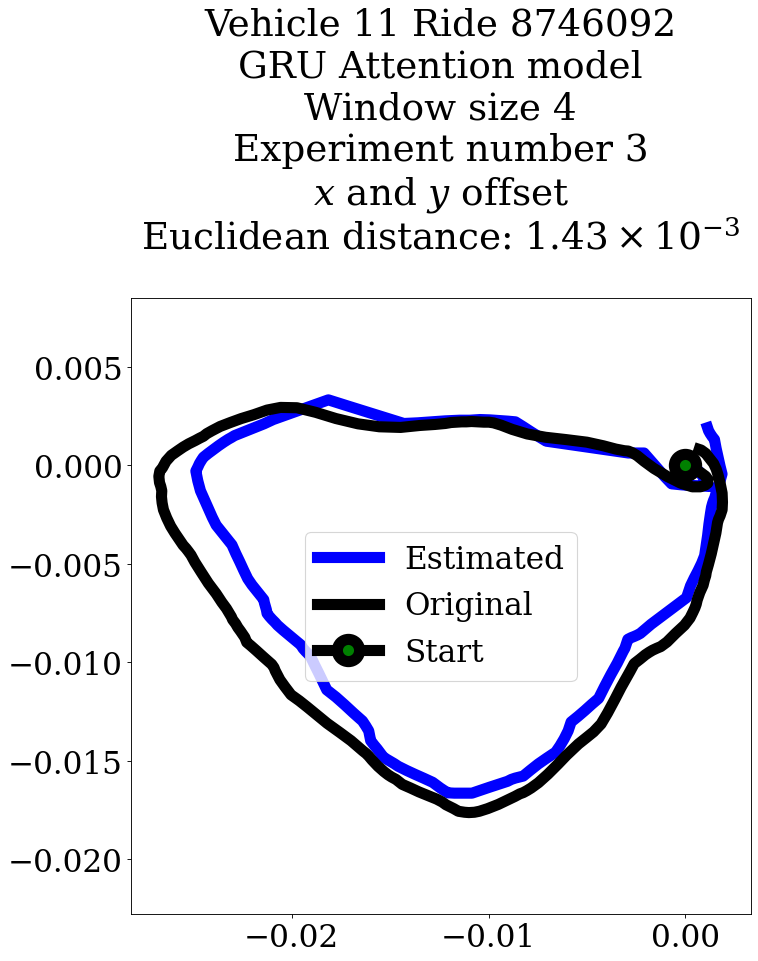 Vehicle 11 Ride 8746092
GRU Attention model
Window size 4
Experiment number 3
x and y offset
Euclidean distance: 1.43 × 10⁻³
0.005
0.000
−0.005
−0.010
−0.015
−0.020
Estimated
Original
Start
−0.02
−0.01
0.00